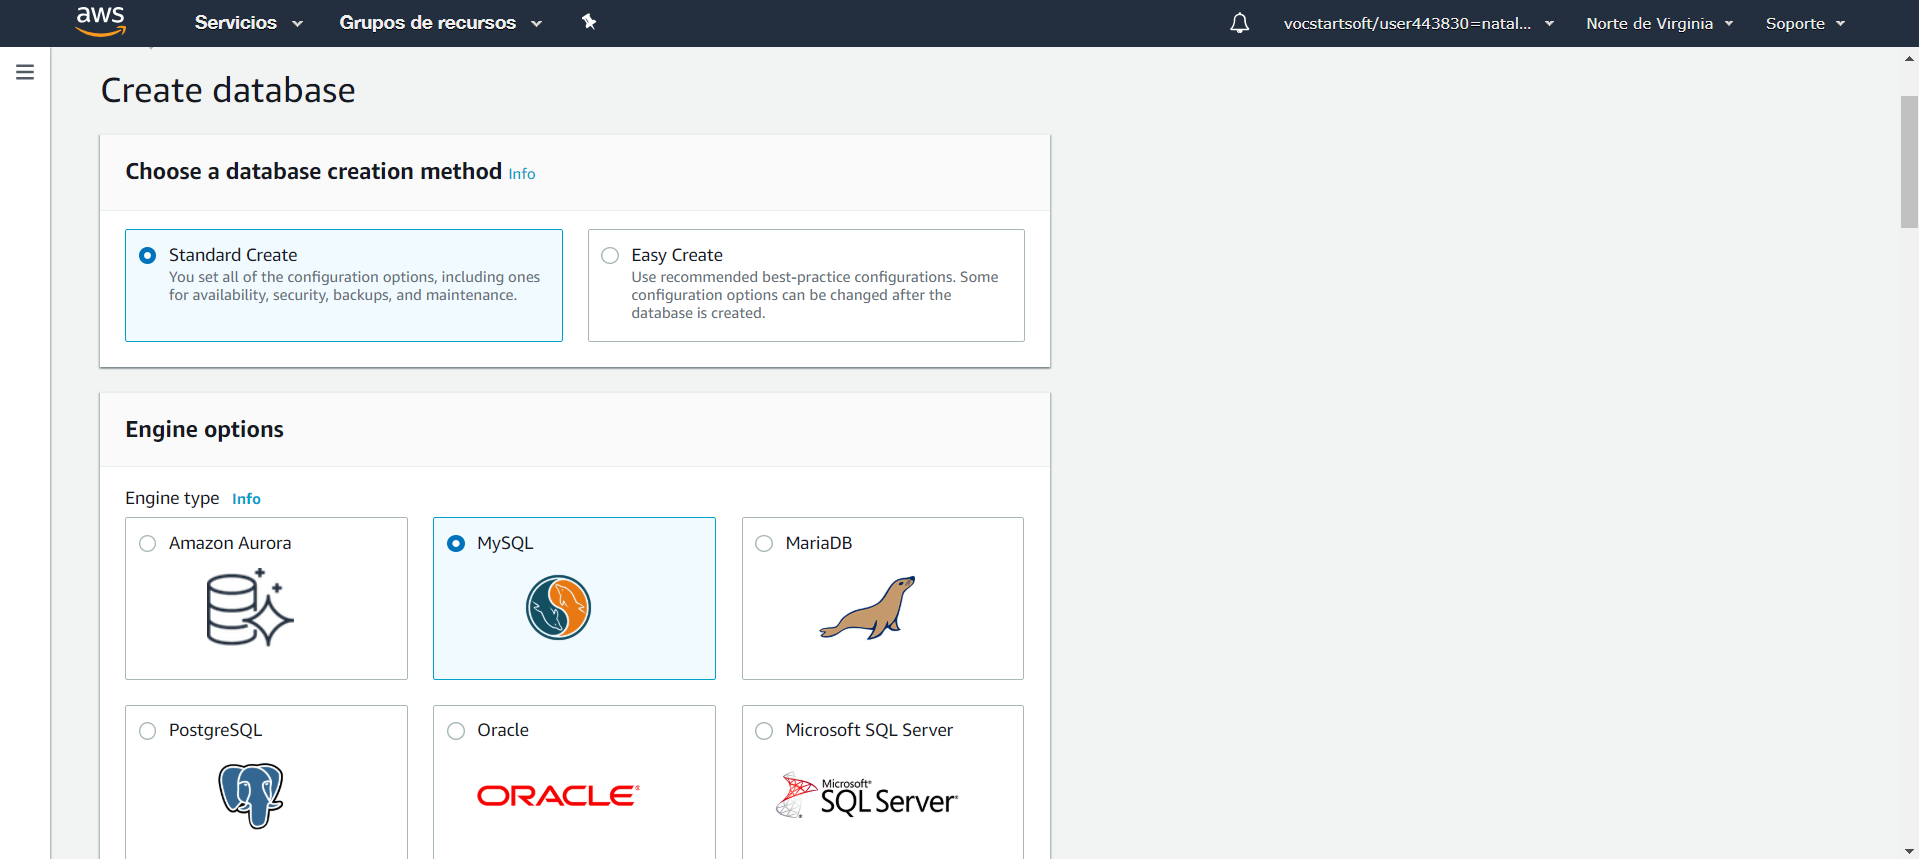 aws Servicios Grupos de recursos vocstartsoft/user443830=natal... Norte de Virginia Soporte
Create database
Choose a database creation method Info
Standard Create
You set all of the configuration options, including ones
for availability, security, backups, and maintenance.
Easy Create
Use recommended best-practice configurations. Some
configuration options can be changed after the
database is created.
Engine options
Engine type Info
Amazon Aurora
MySQL
MariaDB
PostgreSQL
Oracle
ORACLE®
Microsoft SQL Server
Microsoft®
SQL Server®